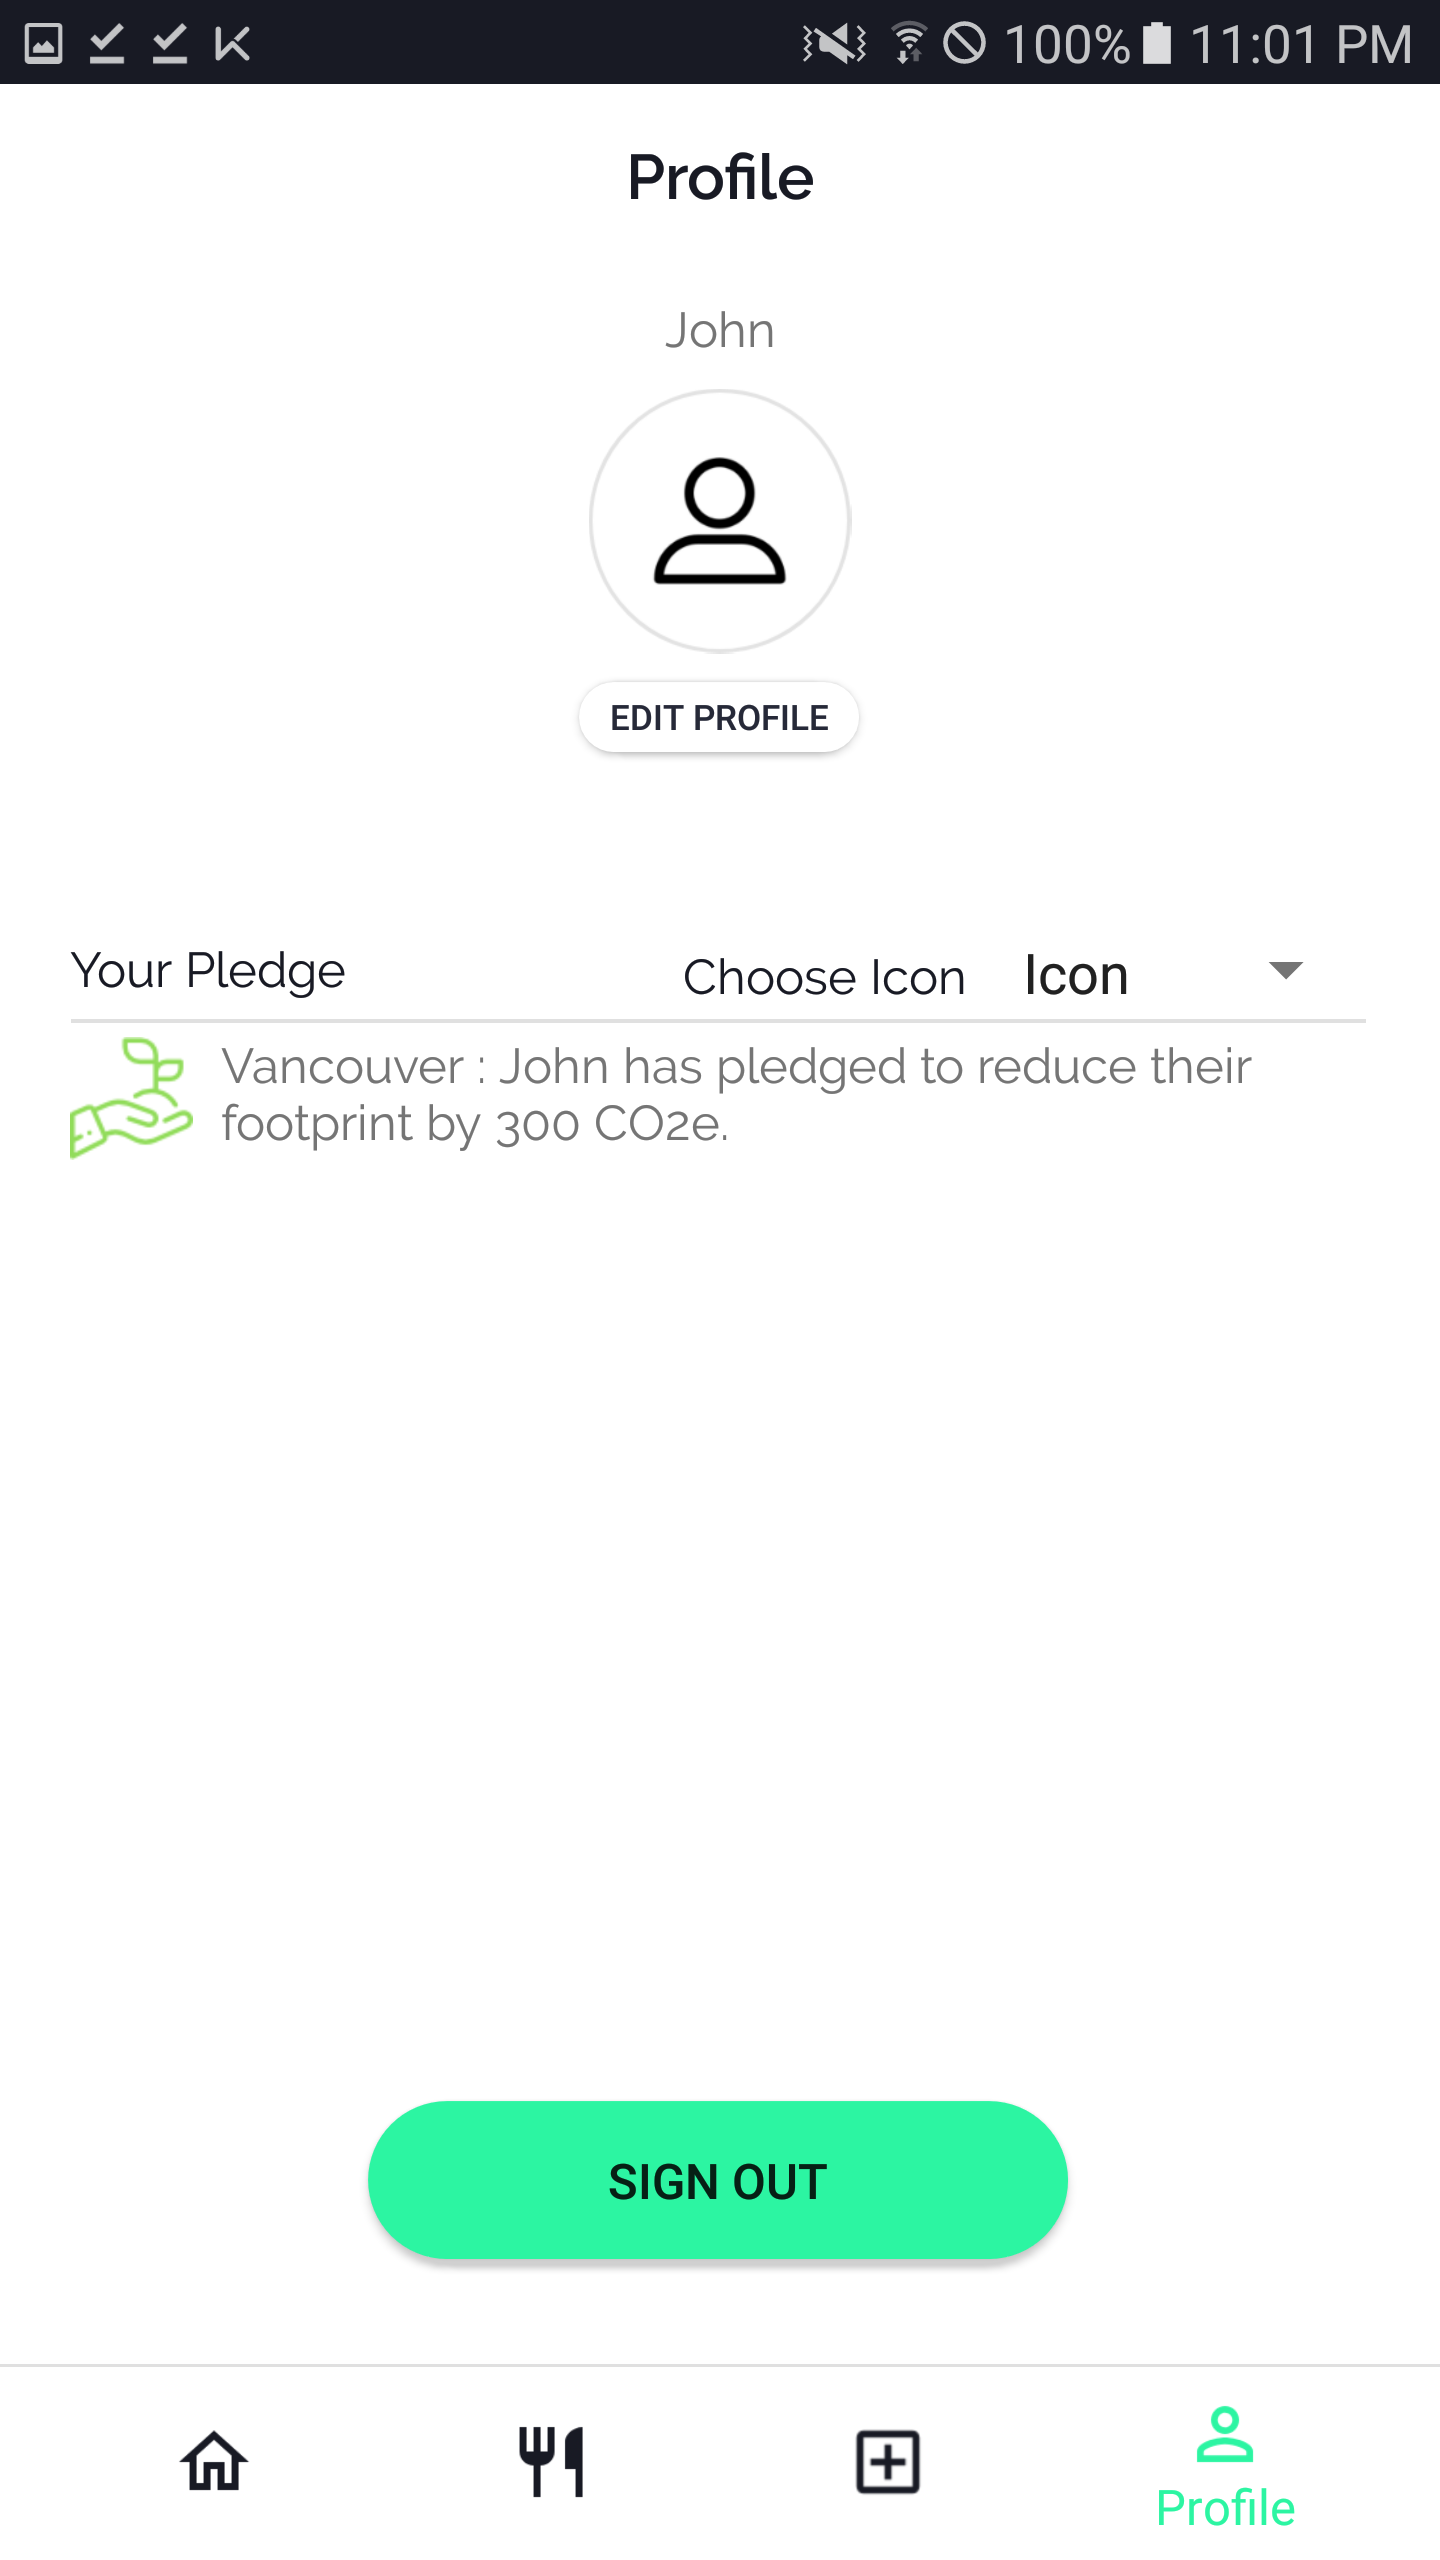 100% 11:01 PM
Profile
John
EDIT PROFILE
Your Pledge Choose Icon Icon
Vancouver : John has pledged to reduce their
footprint by 300 CO2e.
SIGN OUT
Profile